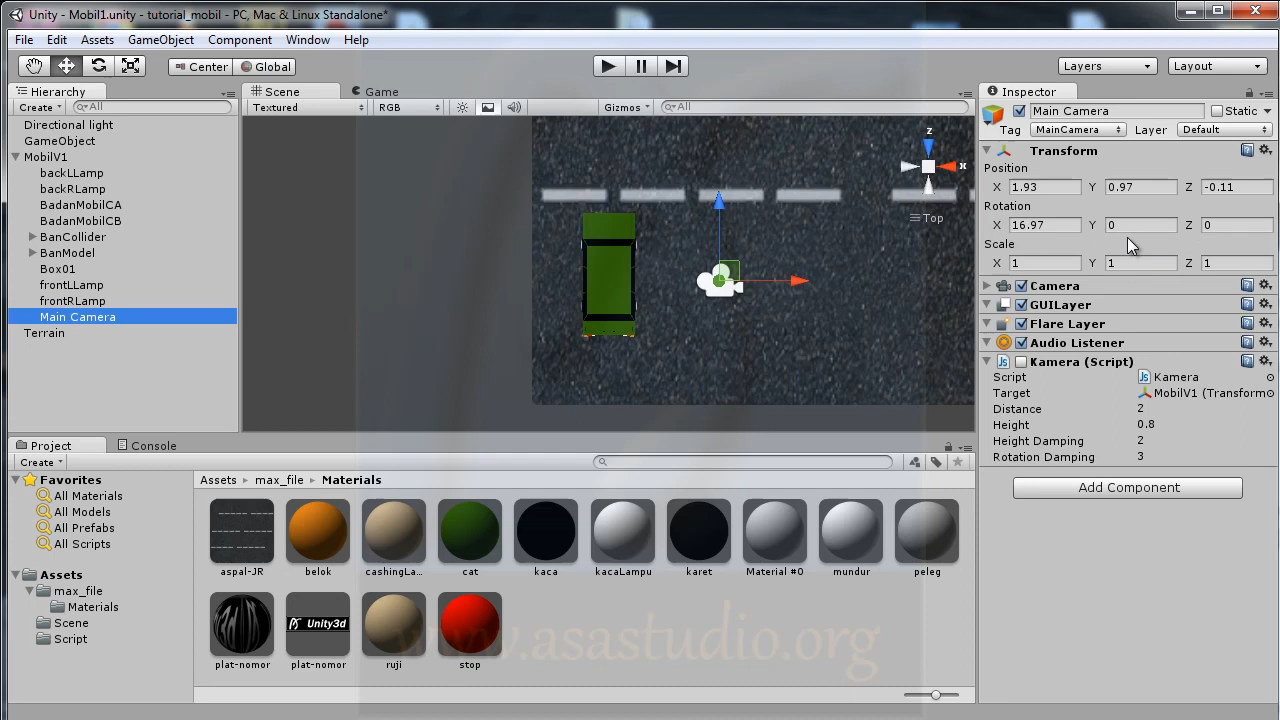 Unity - Mobil1.unity - tutorial_mobil - PC, Mac & Linux Standalone*
File Edit Assets GameObject Component Window Help
Center Global Layers Layout
Hierarchy
Create All
Directional light
GameObject
MobilV1
backLLamp
backRLamp
BadanMobilCA
BadanMobilCB
BanCollider
BanModel
Box01
frontLLamp
frontRLamp
Main Camera
Terrain
Scene Game
Textured RGB Gizmos All
z
x
Top
Inspector
Main Camera Static
Tag MainCamera Layer Default
Transform
Position
X 1.93 Y 0.97 Z -0.11
Rotation
X 16.97 Y 0 Z 0
Scale
X 1 Y 1 Z 1
Camera
GUILayer
Flare Layer
Audio Listener
Kamera (Script)
Script Kamera
Target MobilV1 (Transform
Distance 2
Height 0.8
Height Damping 2
Rotation Damping 3
Add Component
Project Console
Create
Favorites
All Materials
All Models
All Prefabs
All Scripts
Assets
max_file
Materials
Scene
Script
Assets max_file Materials
aspal-JR belok cashingLa... cat kaca kacaLampu karet Material #0 mundur peleg
Unity3d
plat-nomor plat-nomor ruji stop
www.asastudio.org